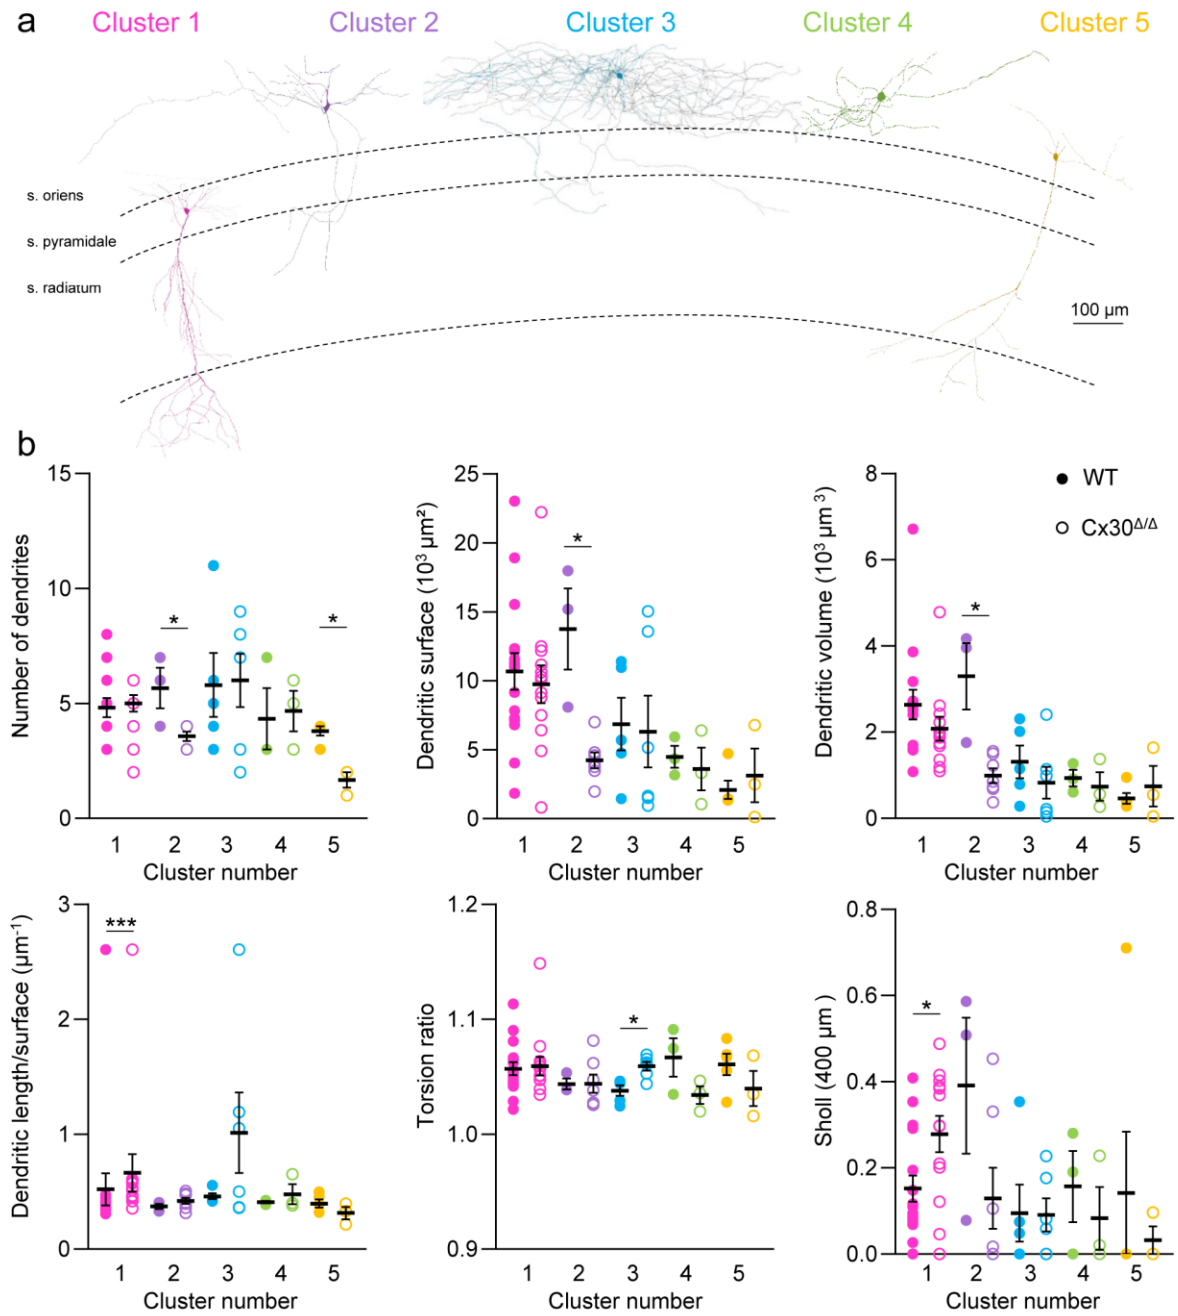 a
Cluster 1 Cluster 2 Cluster 3 Cluster 4 Cluster 5
s. oriens
s. pyramidale
s. radiatum
100 µm
b
Number of dendrites
15
10
5
0
*
*
1 2 3 4 5
Cluster number
Dendritic surface (10³ µm²)
25
20
15
10
5
0
*
1 2 3 4 5
Cluster number
Dendritic volume (10³ µm³)
8
6
4
2
0
*
WT
Cx30Δ/Δ
1 2 3 4 5
Cluster number
Dendritic length/surface (µm⁻¹)
3
2
1
0
***
1 2 3 4 5
Cluster number
Torsion ratio
1.2
1.1
1.0
0.9
*
1 2 3 4 5
Cluster number
Sholl (400 µm )
0.8
0.6
0.4
0.2
0.0
*
1 2 3 4 5
Cluster number